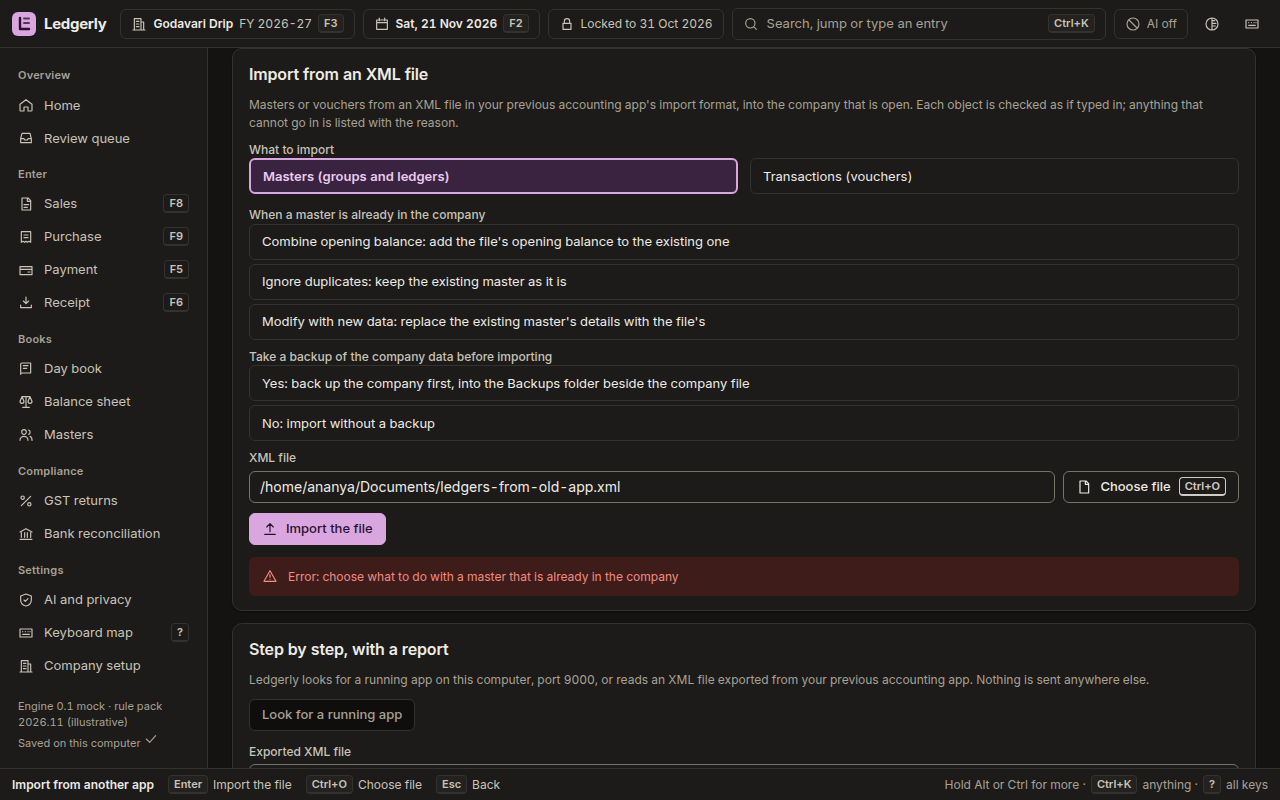 Ledgerly
Godavari Drip FY 2026-27 F3
Sat, 21 Nov 2026 F2
Locked to 31 Oct 2026
Search, jump or type an entry Ctrl+K
AI off
Overview
Home
Review queue
Enter
Sales F8
Purchase F9
Payment F5
Receipt F6
Books
Day book
Balance sheet
Masters
Compliance
GST returns
Bank reconciliation
Settings
AI and privacy
Keyboard map ?
Company setup
Engine 0.1 mock · rule pack
2026.11 (illustrative)
Saved on this computer
Import from an XML file
Masters or vouchers from an XML file in your previous accounting app's import format, into the company that is open. Each object is checked as if typed in; anything that
cannot go in is listed with the reason.
What to import
Masters (groups and ledgers)
Transactions (vouchers)
When a master is already in the company
Combine opening balance: add the file's opening balance to the existing one
Ignore duplicates: keep the existing master as it is
Modify with new data: replace the existing master's details with the file's
Take a backup of the company data before importing
Yes: back up the company first, into the Backups folder beside the company file
No: import without a backup
XML file
/home/ananya/Documents/ledgers-from-old-app.xml
Choose file Ctrl+O
Import the file
Error: choose what to do with a master that is already in the company
Step by step, with a report
Ledgerly looks for a running app on this computer, port 9000, or reads an XML file exported from your previous accounting app. Nothing is sent anywhere else.
Look for a running app
Exported XML file
Import from another app Enter Import the file Ctrl+O Choose file Esc Back
Hold Alt or Ctrl for more · Ctrl+K anything · ? all keys